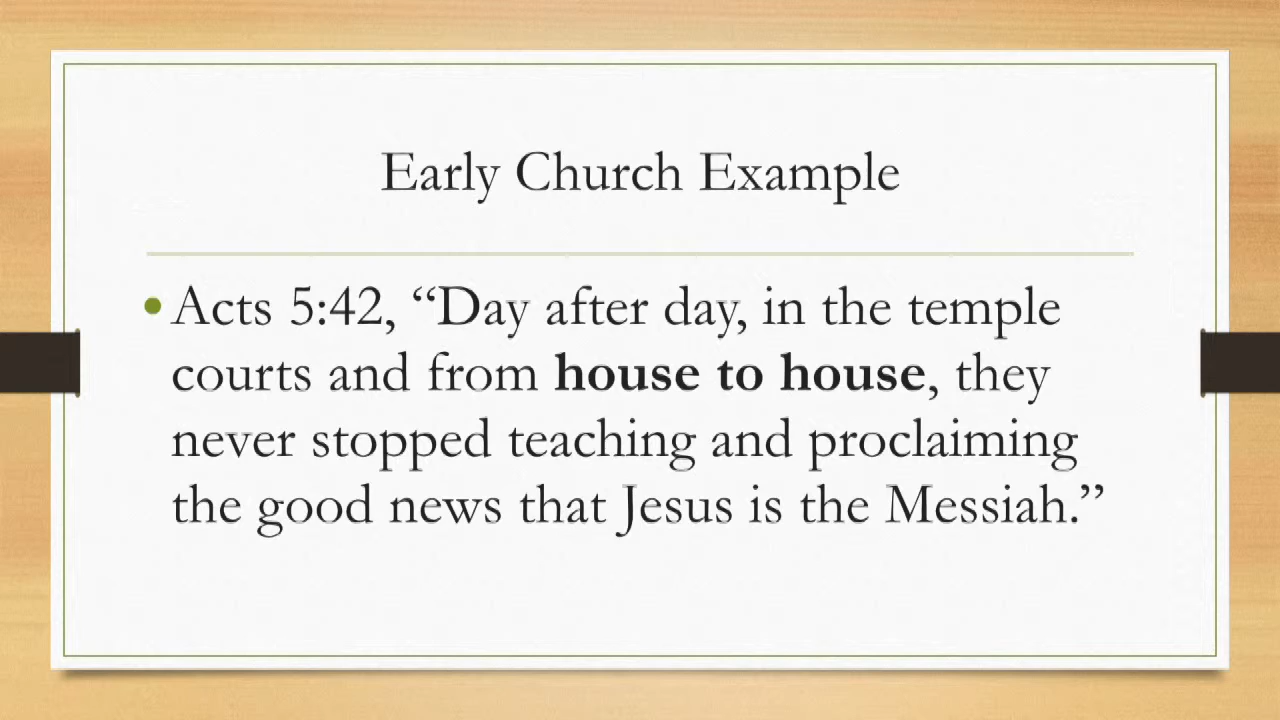 Early Church Example
• Acts 5:42, “Day after day, in the temple
courts and from house to house, they
never stopped teaching and proclaiming
the good news that Jesus is the Messiah.”